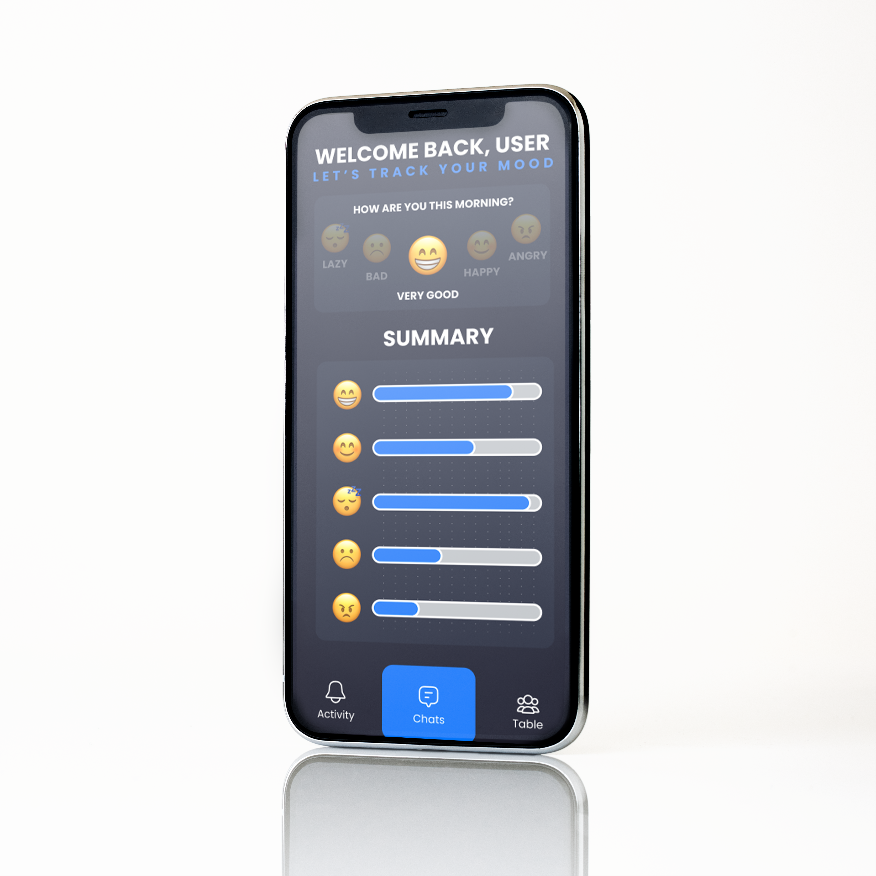 WELCOME BACK, USER
LET'S TRACK YOUR MOOD
HOW ARE YOU THIS MORNING?
LAZY
BAD
HAPPY
ANGRY
VERY GOOD
SUMMARY
Activity
Chats
Table